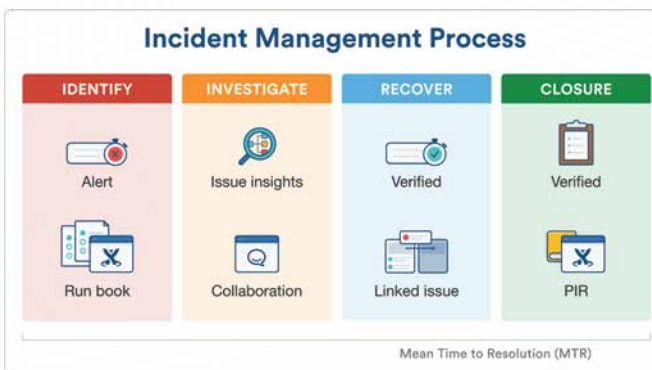 Incident Management Process
IDENTIFY
INVESTIGATE
RECOVER
CLOSURE
Alert
Issue insights
Verified
Verified
Run book
Collaboration
Linked issue
PIR
Mean Time to Resolution (MTR)